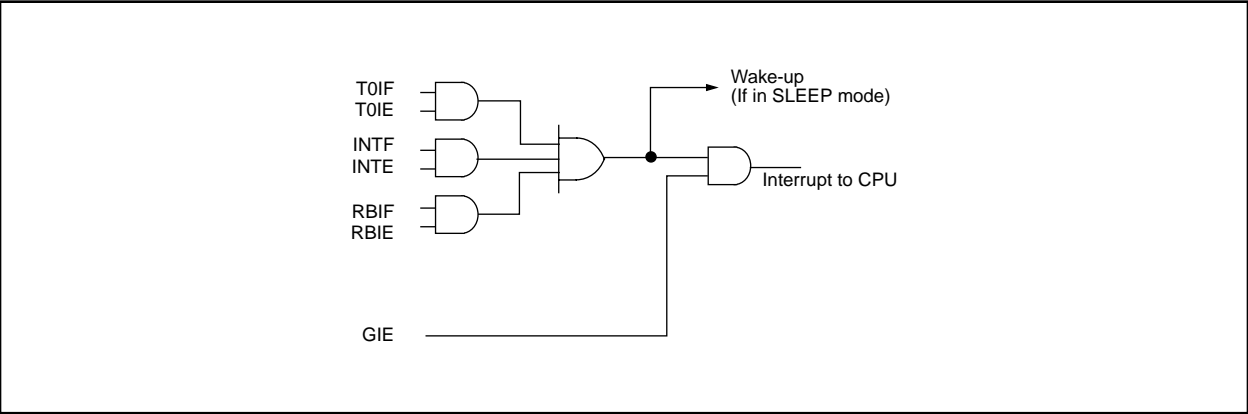 T0IF
T0IE
INTF
INTE
RBIF
RBIE
GIE
Wake-up
(If in SLEEP mode)
Interrupt to CPU